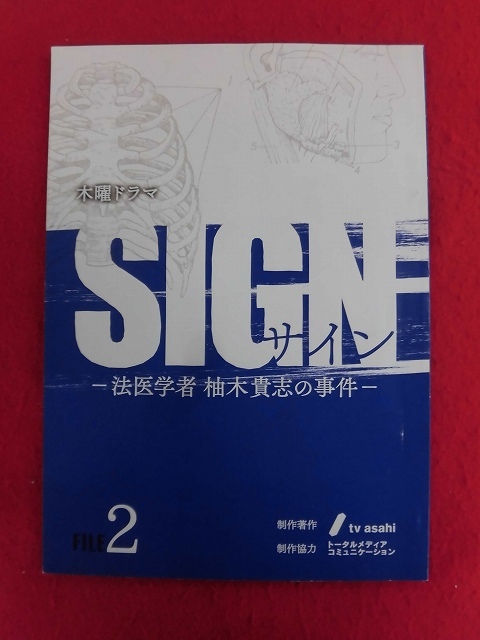 木曜ドラマ
SIGN
サイン
－法医学者 柚木貴志の事件－
FILE 2
制作著作 tv asahi
制作協力 トータルメディア
コミュニケーション